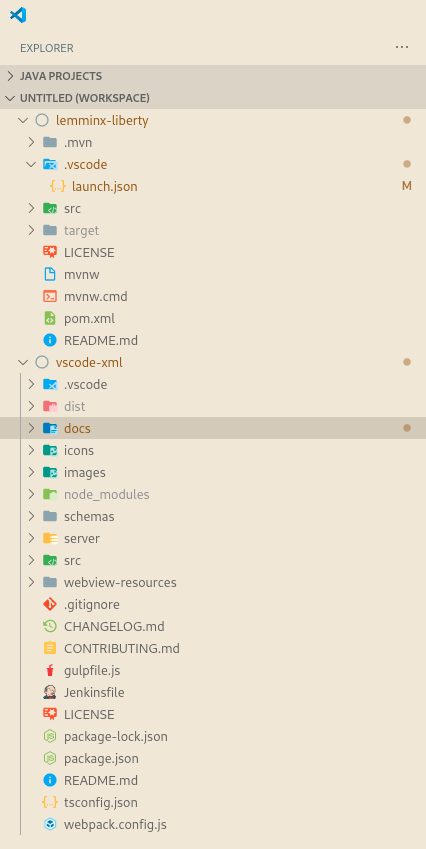 EXPLORER
JAVA PROJECTS
UNTITLED (WORKSPACE)
lemminx-liberty
.mvn
.vscode
launch.json M
src
target
LICENSE
mvnw
mvnw.cmd
pom.xml
README.md
vscode-xml
.vscode
dist
docs
icons
images
node_modules
schemas
server
src
webview-resources
.gitignore
CHANGELOG.md
CONTRIBUTING.md
gulpfile.js
Jenkinsfile
LICENSE
package-lock.json
package.json
README.md
tsconfig.json
webpack.config.js